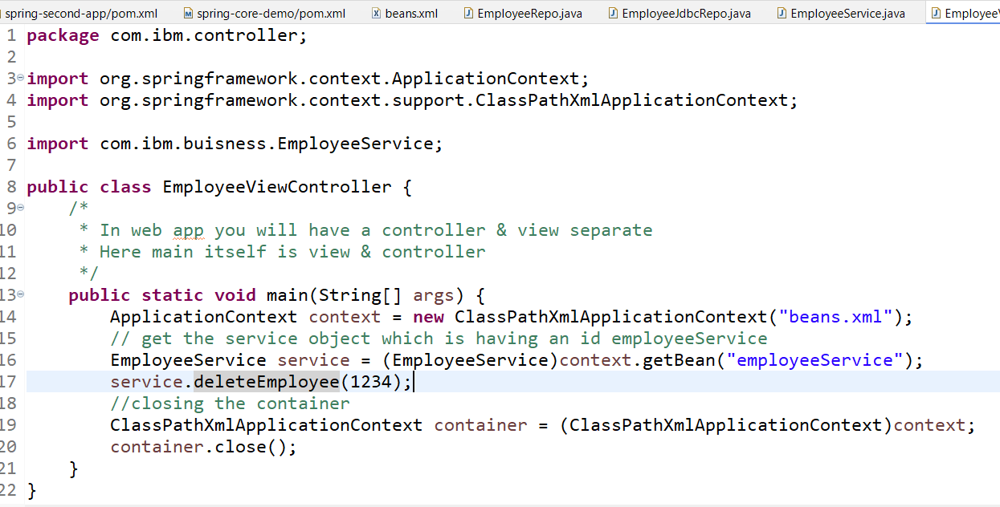 spring-second-app/pom.xml spring-core-demo/pom.xml beans.xml EmployeeRepo.java EmployeeJdbcRepo.java EmployeeService.java EmployeeV
1 package com.ibm.controller;
2
3 import org.springframework.context.ApplicationContext;
4 import org.springframework.context.support.ClassPathXmlApplicationContext;
5
6 import com.ibm.buisness.EmployeeService;
7
8 public class EmployeeViewController {
9 /*
10 * In web app you will have a controller & view separate
11 * Here main itself is view & controller
12 */
13 public static void main(String[] args) {
14 ApplicationContext context = new ClassPathXmlApplicationContext("beans.xml");
15 // get the service object which is having an id employeeService
16 EmployeeService service = (EmployeeService)context.getBean("employeeService");
17 service.deleteEmployee(1234);
18 //closing the container
19 ClassPathXmlApplicationContext container = (ClassPathXmlApplicationContext)context;
20 container.close();
21 }
22 }